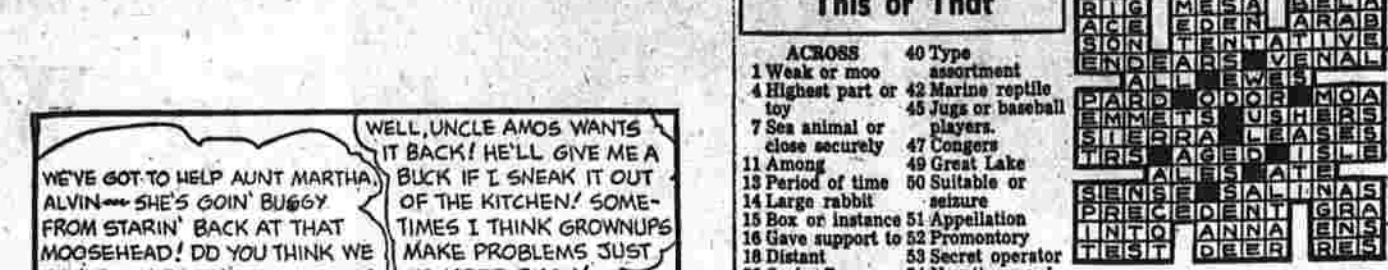 WE'VE GOT TO HELP AUNT MARTHA,
ALVIN— SHE'S GOIN' BUGGY
FROM STARIN' BACK AT THAT
MOOSEHEAD! DO YOU THINK WE
WELL, UNCLE AMOS WANTS
IT BACK! HE'LL GIVE ME A
BUCK IF I SNEAK IT OUT
OF THE KITCHEN! SOME-
TIMES I THINK GROWNUPS
MAKE PROBLEMS JUST
This or That
ACROSS
1 Weak or moo
4 Highest part or
toy
7 Sea animal or
close securely
11 Among
13 Period of time
14 Large rabbit
15 Box or instance
16 Gave support to
18 Distant
40 Type
assortment
42 Marine reptile
45 Jugs or baseball
players.
47 Congers
49 Great Lake
50 Suitable or
seizure
51 Appellation
52 Promontory
53 Secret operator
RIG MESA BELA
ACE EDEN ARAB
SON TENTATIVE
ENDEARS VENAL
ALL EWES
PARD ODOR MOA
EMMETS USHERS
SIERRA LEASES
TRS AGED ISLE
ALES ATE
SENSE SALINAS
PRECEDENT GRA
INTO ANNA ENS
TEST DEER RES